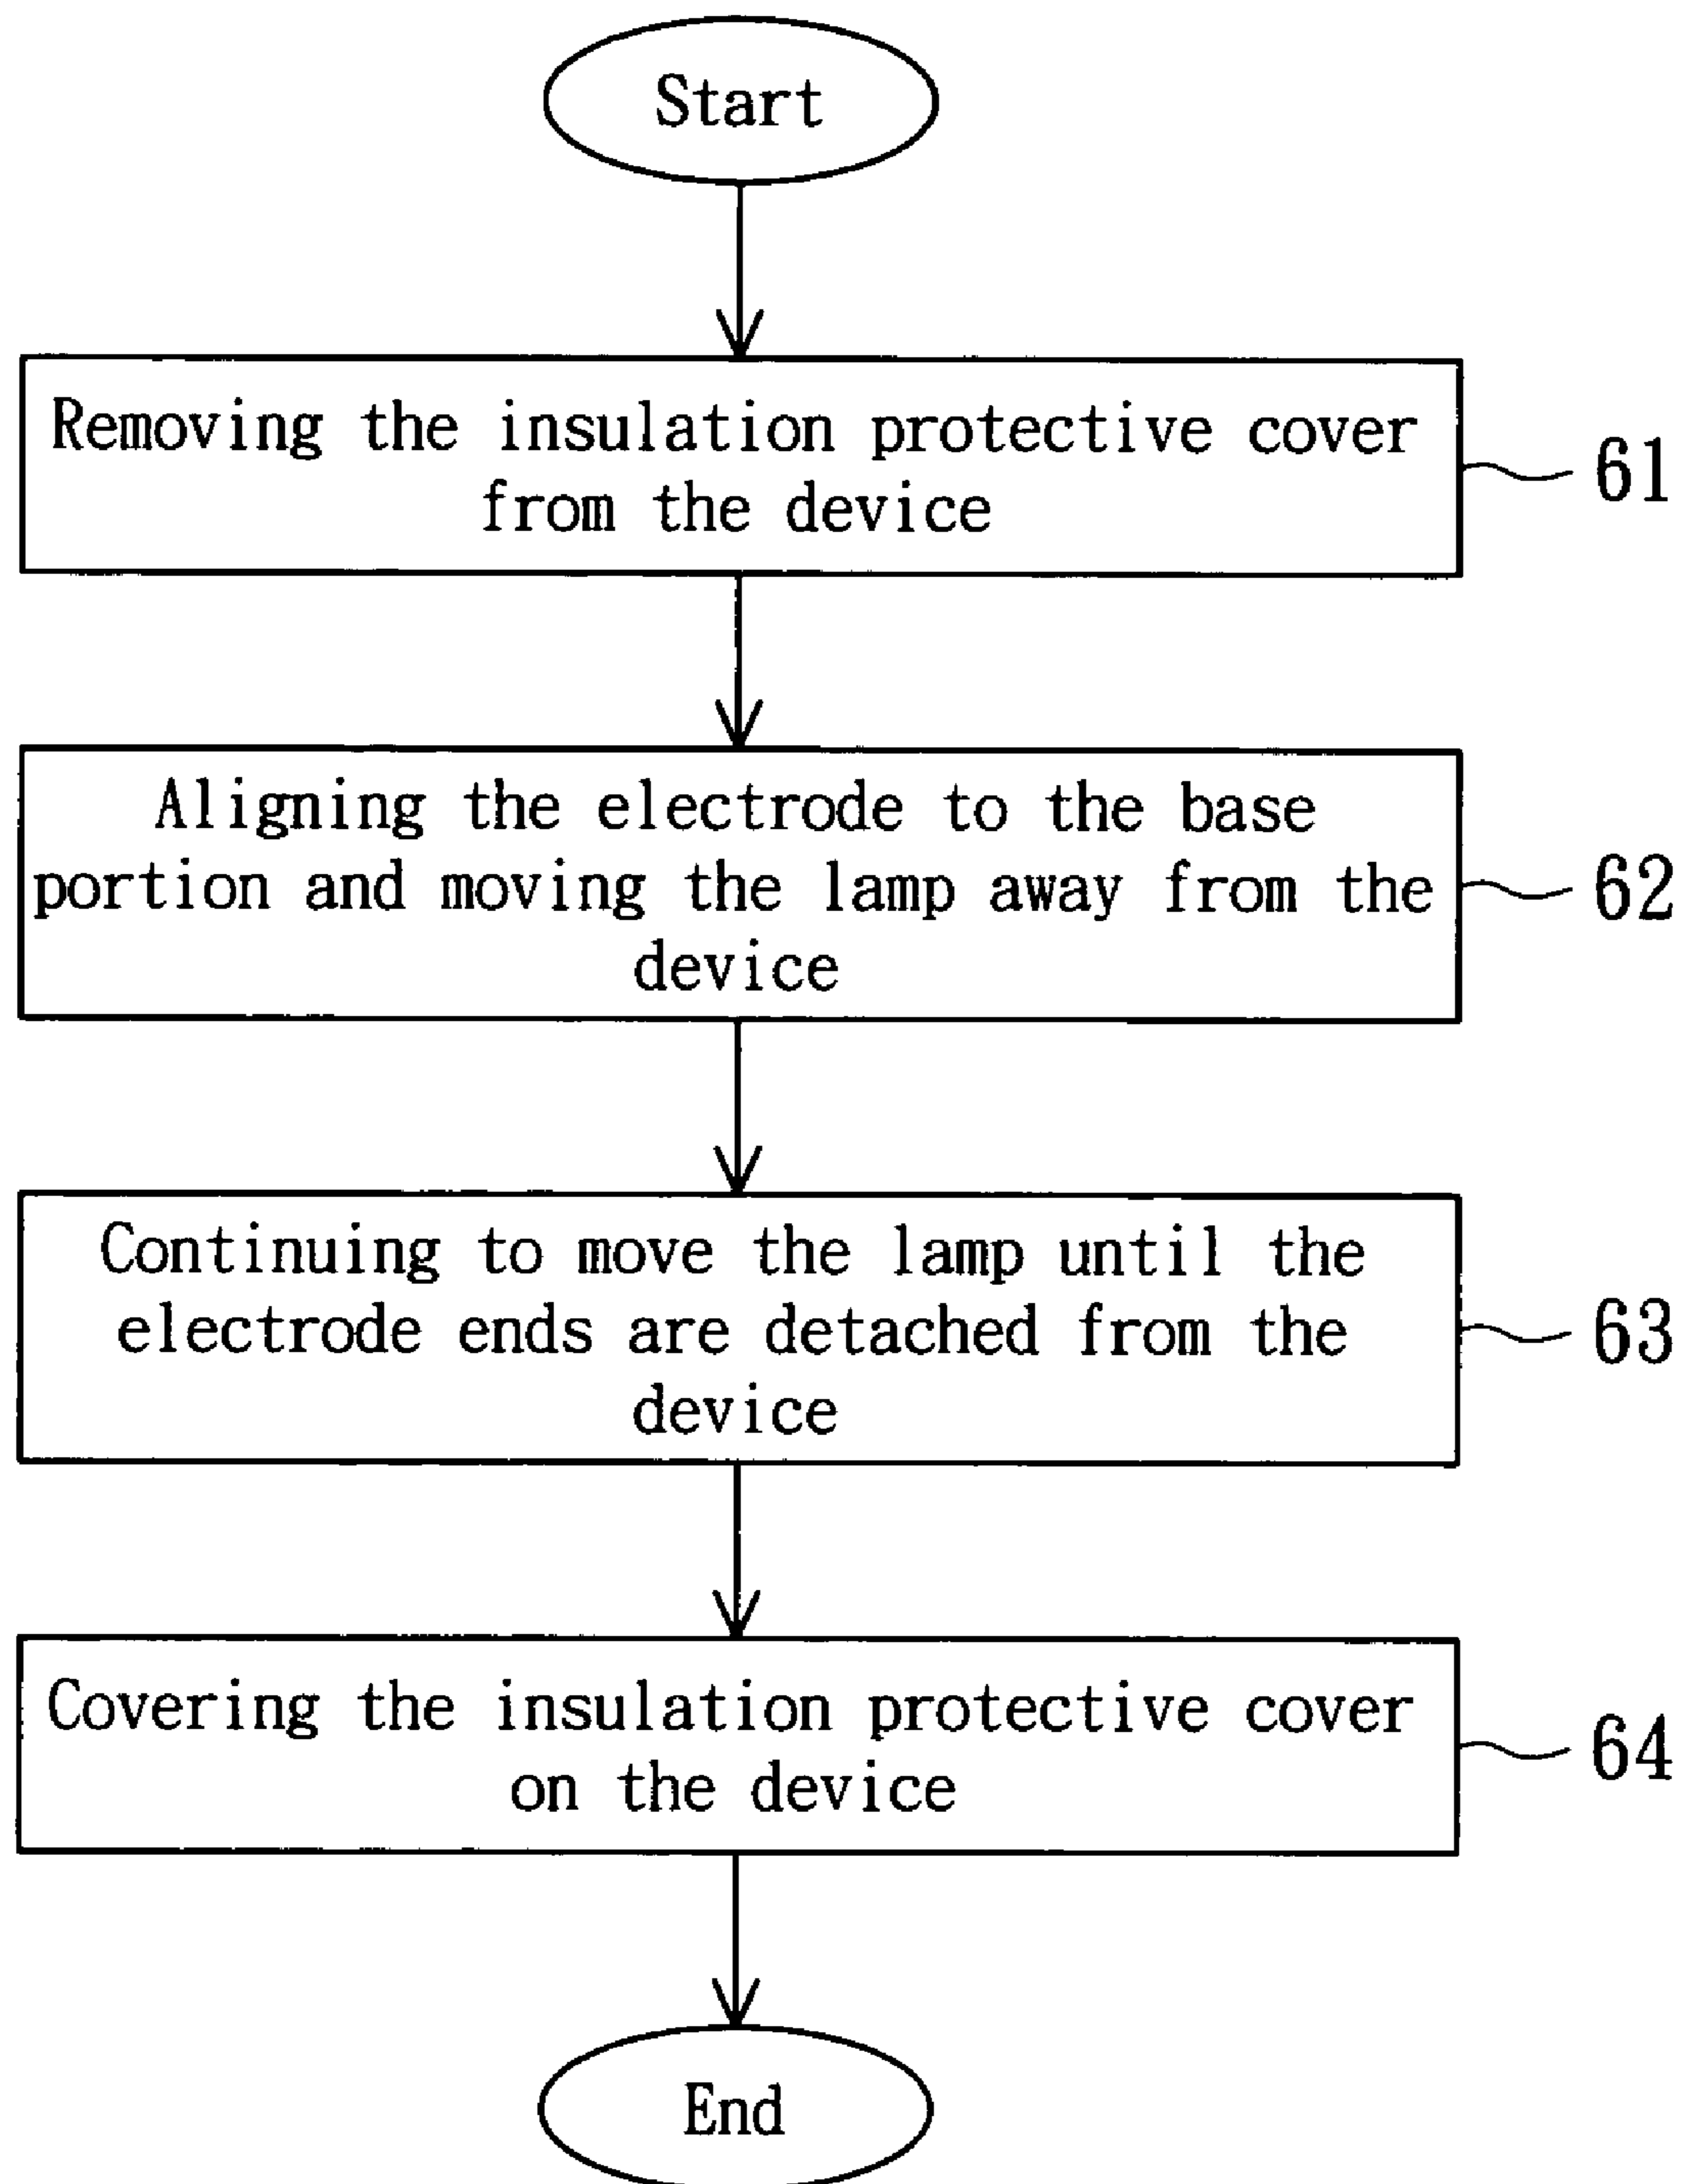 Start
Removing the insulation protective cover
from the device
61
Aligning the electrode to the base
portion and moving the lamp away from the
device
62
Continuing to move the lamp until the
electrode ends are detached from the
device
63
Covering the insulation protective cover
on the device
64
End